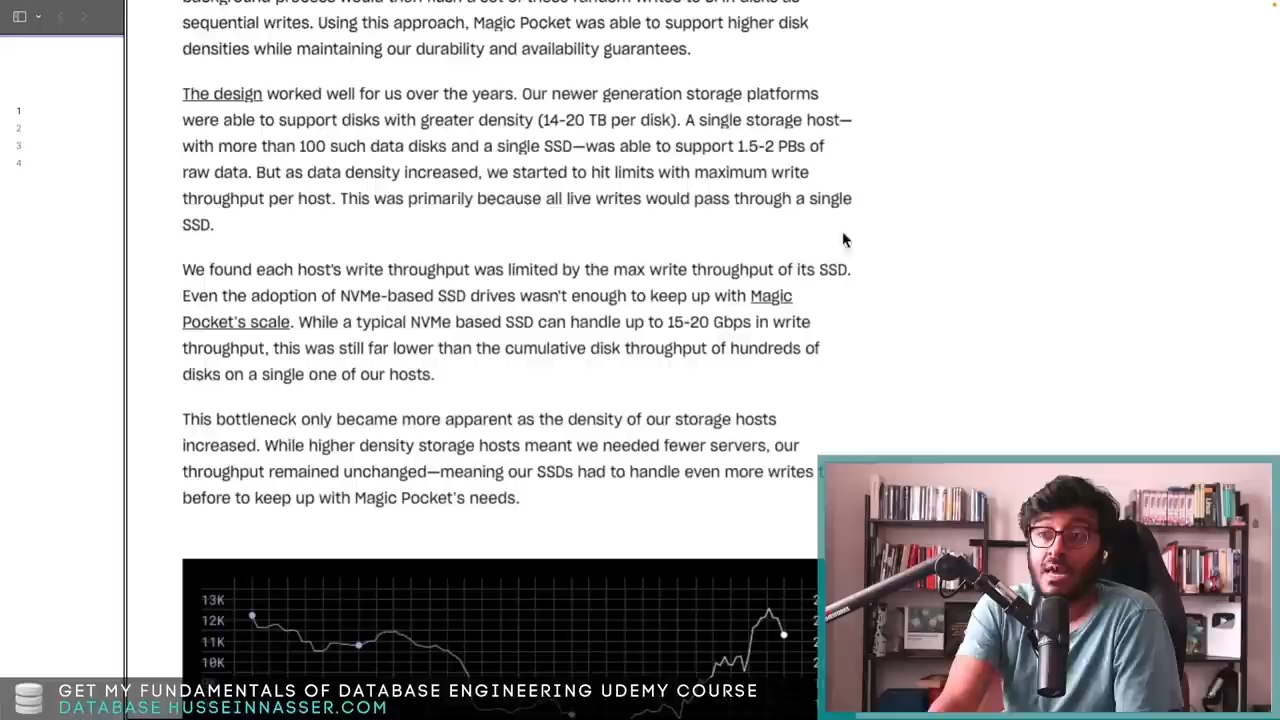 sequential writes. Using this approach, Magic Pocket was able to support higher disk
densities while maintaining our durability and availability guarantees.
The design worked well for us over the years. Our newer generation storage platforms
were able to support disks with greater density (14-20 TB per disk). A single storage host—
with more than 100 such data disks and a single SSD—was able to support 1.5-2 PBs of
raw data. But as data density increased, we started to hit limits with maximum write
throughput per host. This was primarily because all live writes would pass through a single
SSD.
We found each host's write throughput was limited by the max write throughput of its SSD.
Even the adoption of NVMe-based SSD drives wasn't enough to keep up with Magic
Pocket's scale. While a typical NVMe based SSD can handle up to 15-20 Gbps in write
throughput, this was still far lower than the cumulative disk throughput of hundreds of
disks on a single one of our hosts.
This bottleneck only became more apparent as the density of our storage hosts
increased. While higher density storage hosts meant we needed fewer servers, our
throughput remained unchanged—meaning our SSDs had to handle even more writes
before to keep up with Magic Pocket's needs.
1
2
3
4
13K
12K
11K
10K
GET MY FUNDAMENTALS OF DATABASE ENGINEERING UDEMY COURSE
DATABASE.HUSSEINNASSER.COM